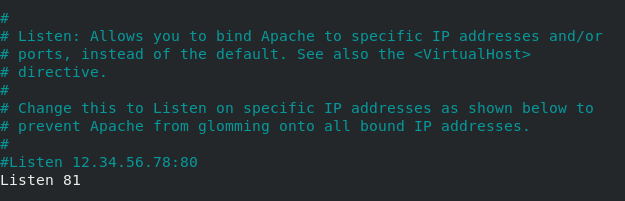 #
# Listen: Allows you to bind Apache to specific IP addresses and/or
# ports, instead of the default. See also the <VirtualHost>
# directive.
#
# Change this to Listen on specific IP addresses as shown below to
# prevent Apache from glomming onto all bound IP addresses.
#
#Listen 12.34.56.78:80
Listen 81